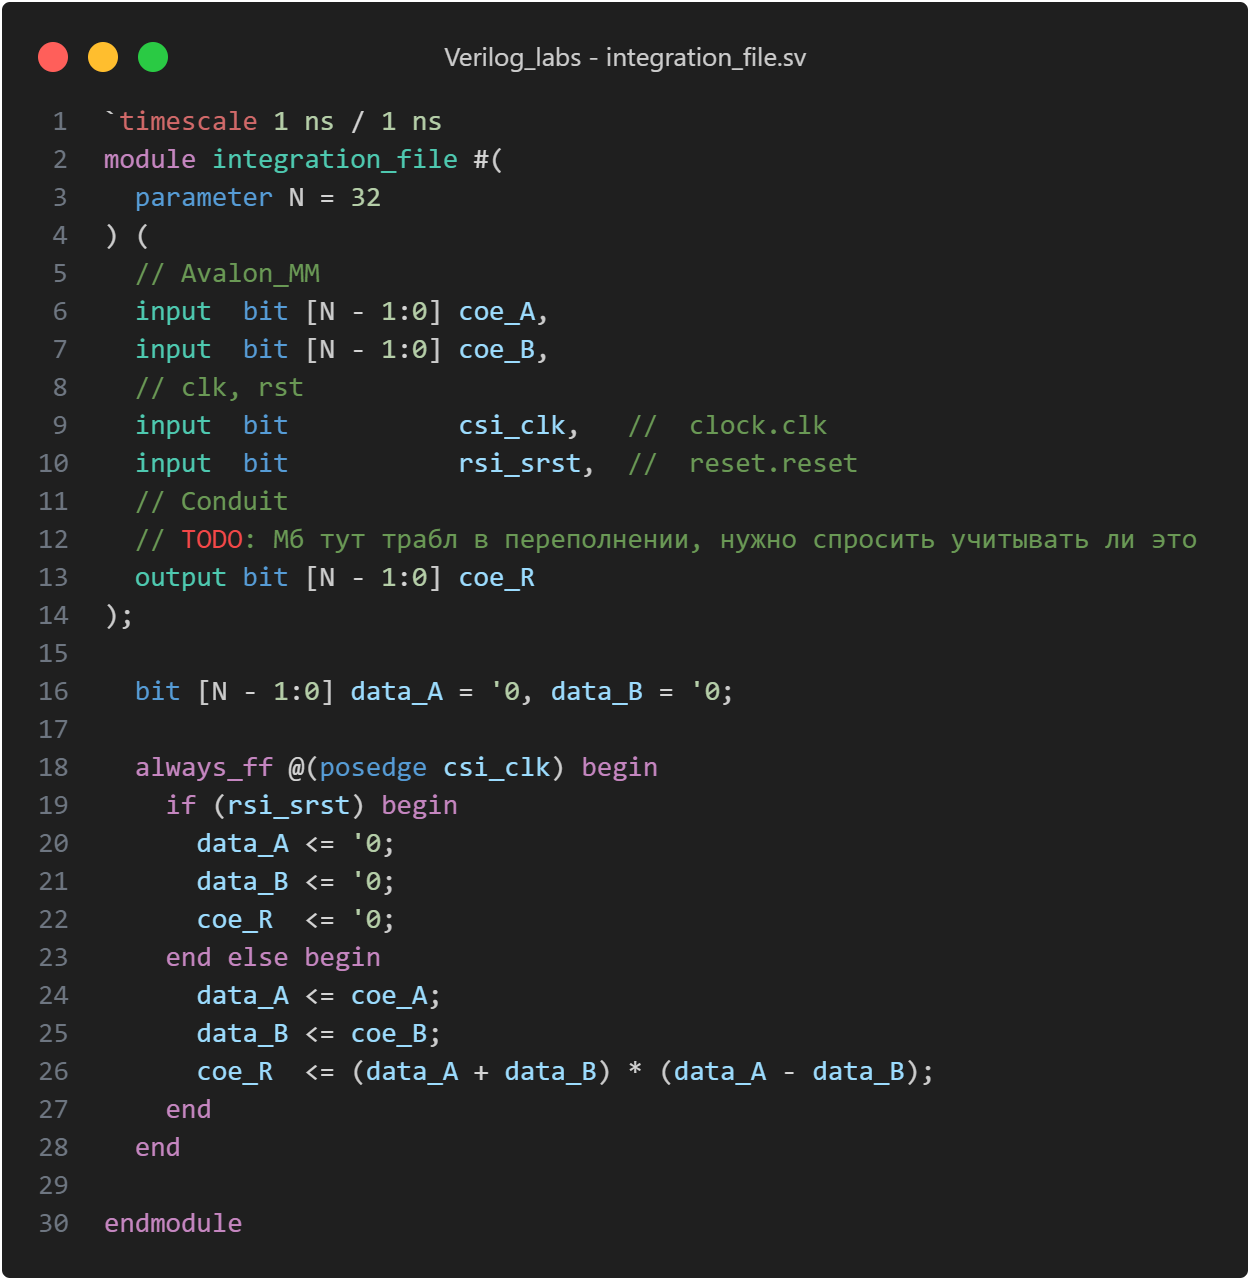 Verilog_labs - integration_file.sv
1 `timescale 1 ns / 1 ns
2 module integration_file #(
3   parameter N = 32
4 ) (
5   // Avalon_MM
6   input  bit [N - 1:0] coe_A,
7   input  bit [N - 1:0] coe_B,
8   // clk, rst
9   input  bit           csi_clk,   //  clock.clk
10   input  bit           rsi_srst,  //  reset.reset
11   // Conduit
12   // TODO: Мб тут трабл в переполнении, нужно спросить учитывать ли это
13   output bit [N - 1:0] coe_R
14 );
15
16   bit [N - 1:0] data_A = '0, data_B = '0;
17
18   always_ff @(posedge csi_clk) begin
19     if (rsi_srst) begin
20       data_A <= '0;
21       data_B <= '0;
22       coe_R  <= '0;
23     end else begin
24       data_A <= coe_A;
25       data_B <= coe_B;
26       coe_R  <= (data_A + data_B) * (data_A - data_B);
27     end
28   end
29
30 endmodule